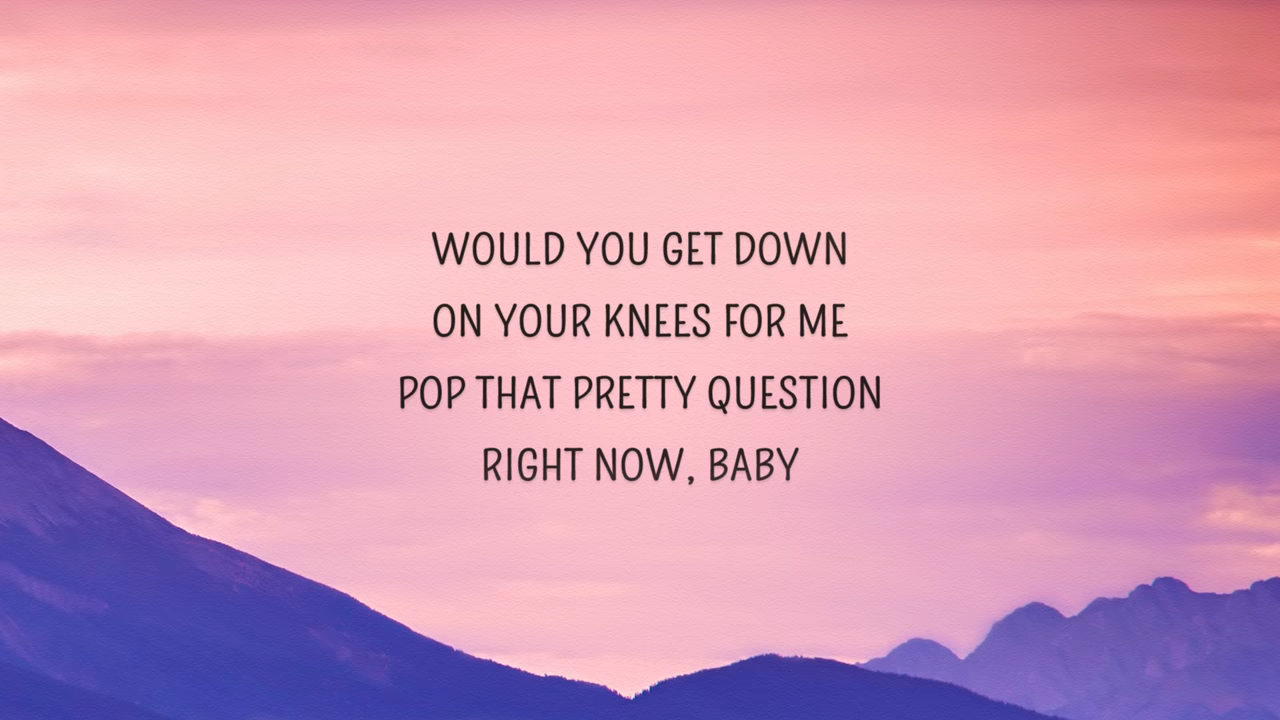 WOULD YOU GET DOWN
ON YOUR KNEES FOR ME
POP THAT PRETTY QUESTION
RIGHT NOW, BABY